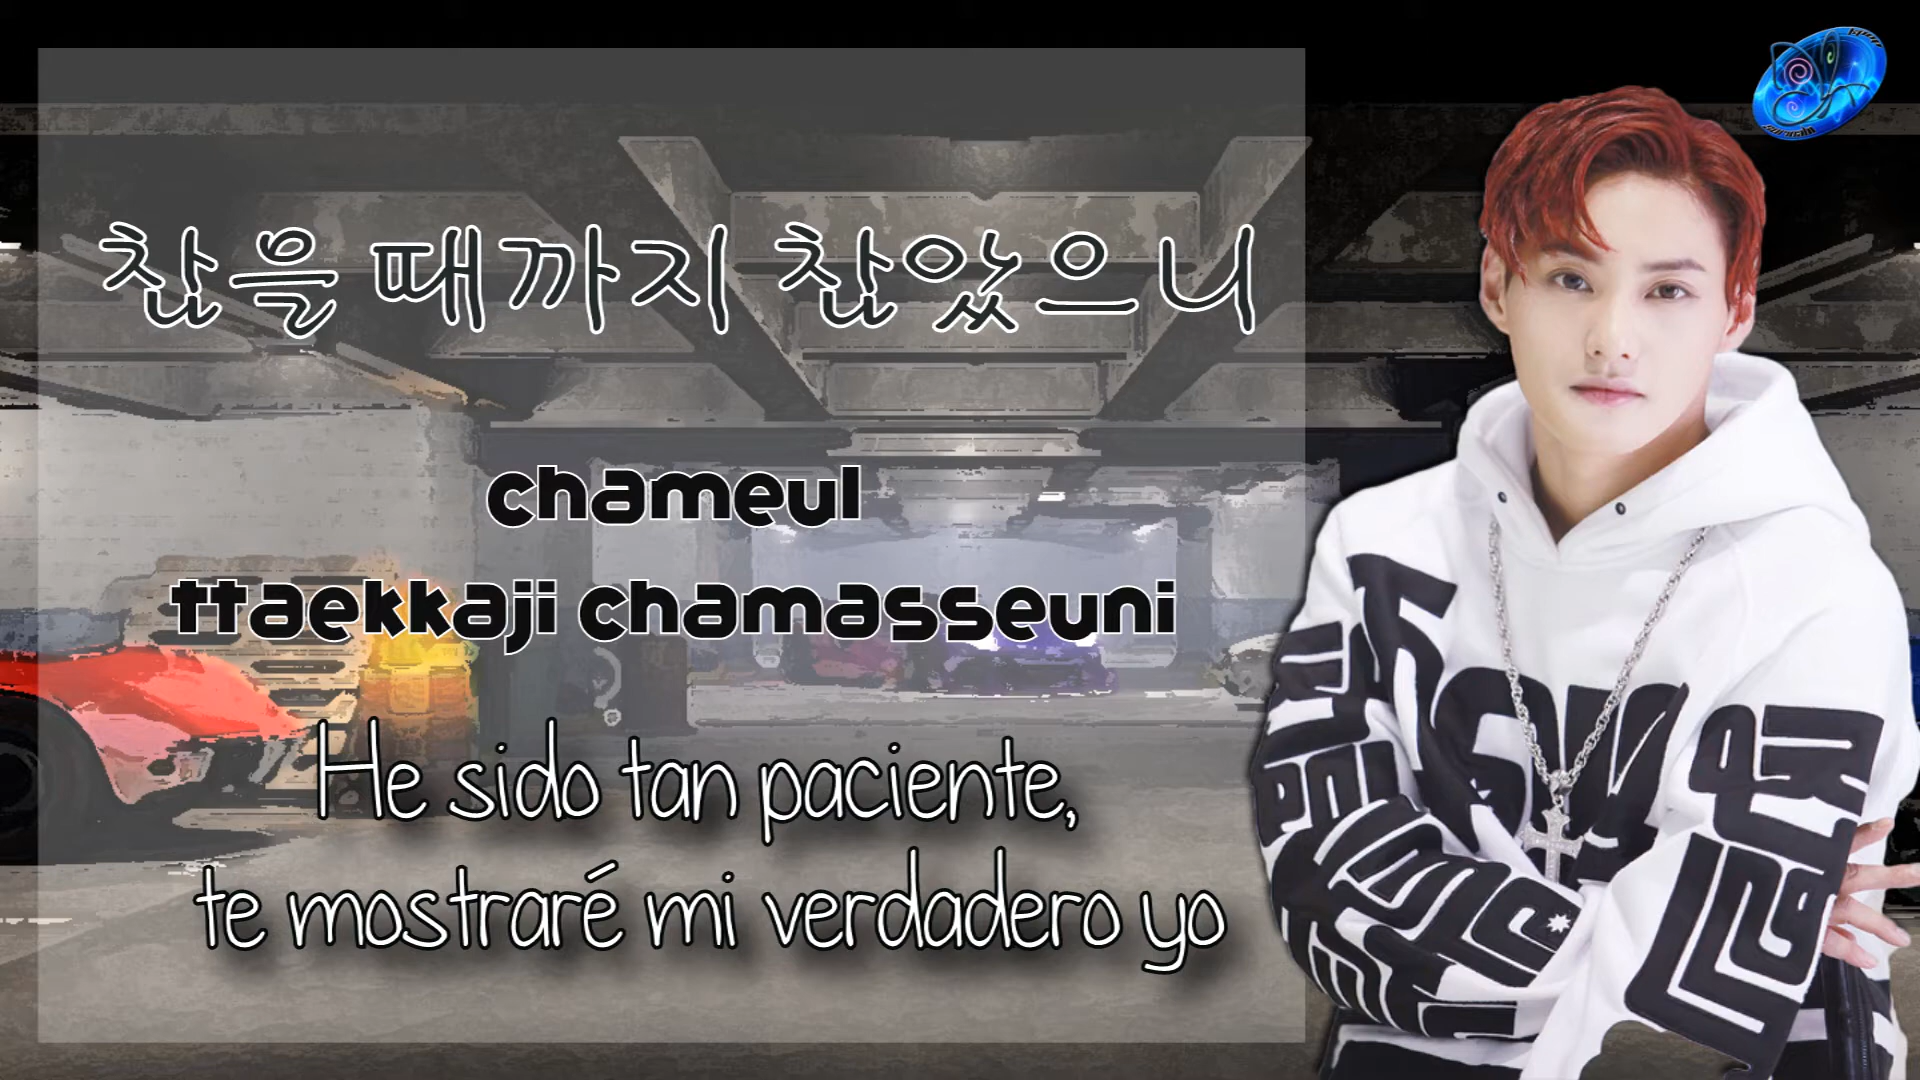 참을 때까지 참았으니
chameul
ttaekkaji chamasseuni
He sido tan paciente,
te mostraré mi verdadero yo